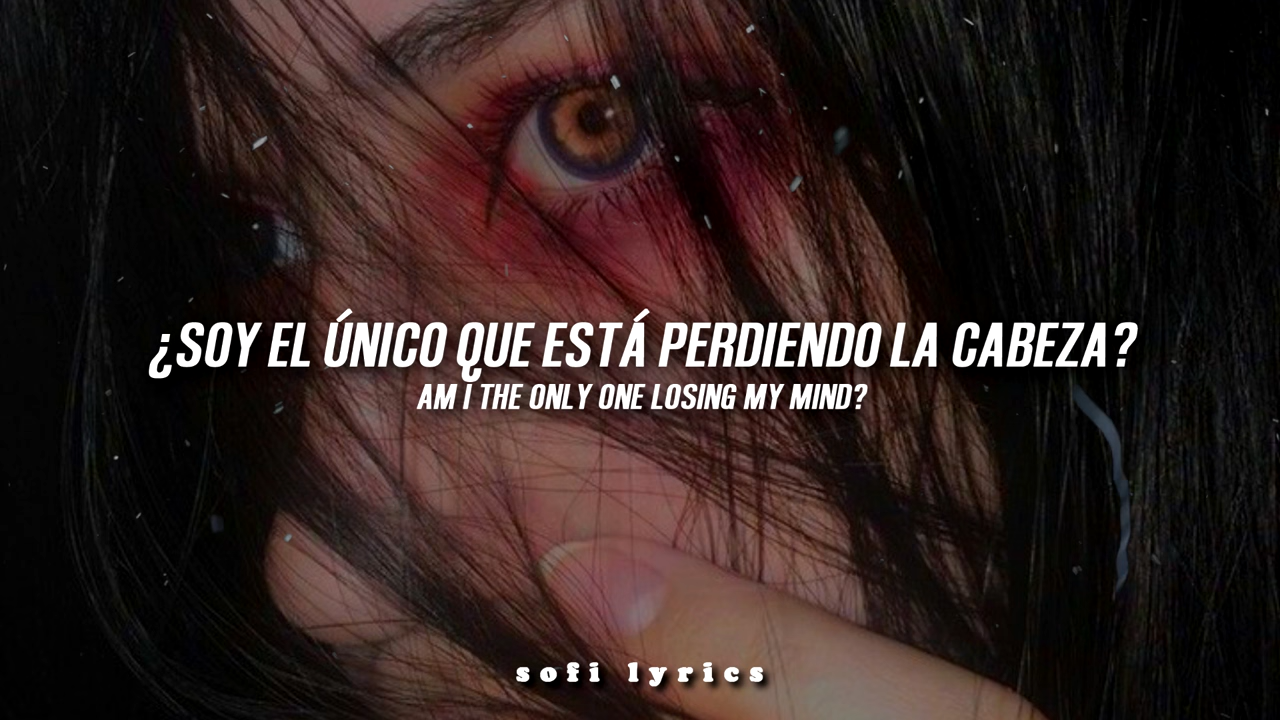 ¿SOY EL ÚNICO QUE ESTÁ PERDIENDO LA CABEZA?
AM I THE ONLY ONE LOSING MY MIND?
sofi lyrics